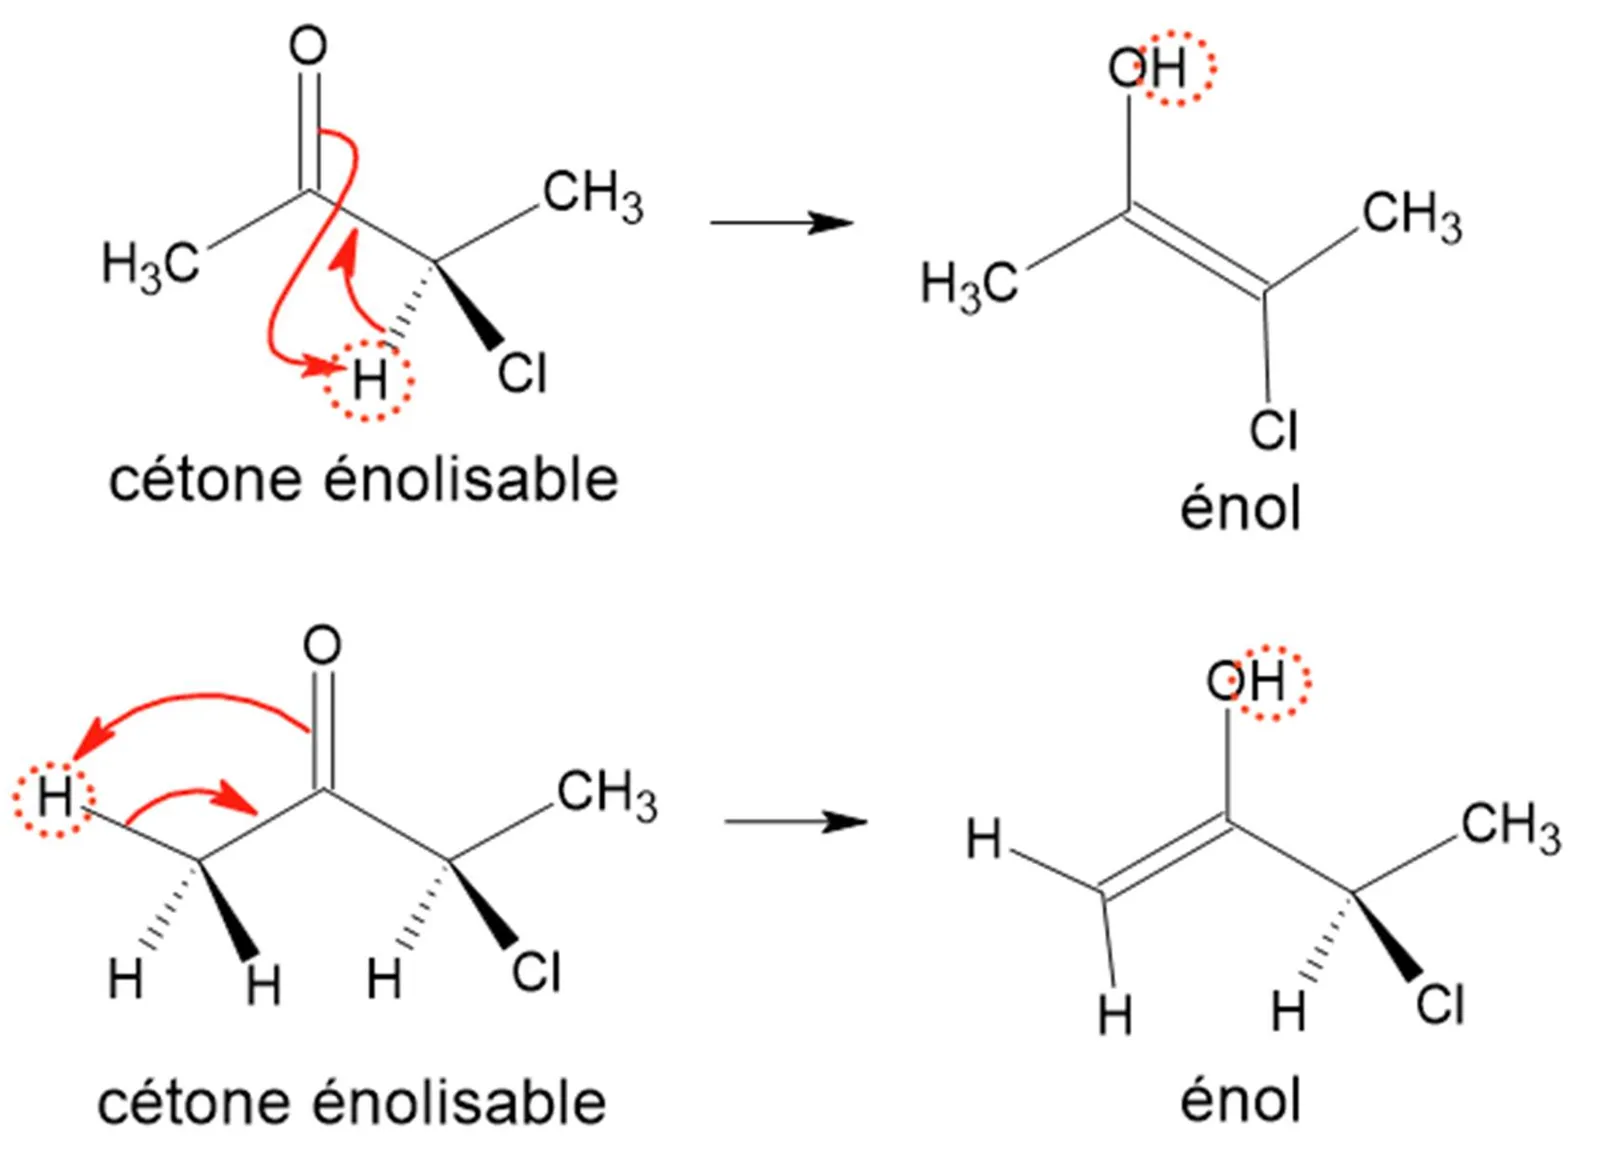 O
OH
CH3
CH3
H3C
H3C
H
Cl
Cl
cétone énolisable
énol
O
OH
H
CH3
H
CH3
H
H
H
Cl
H
H
Cl
cétone énolisable
énol